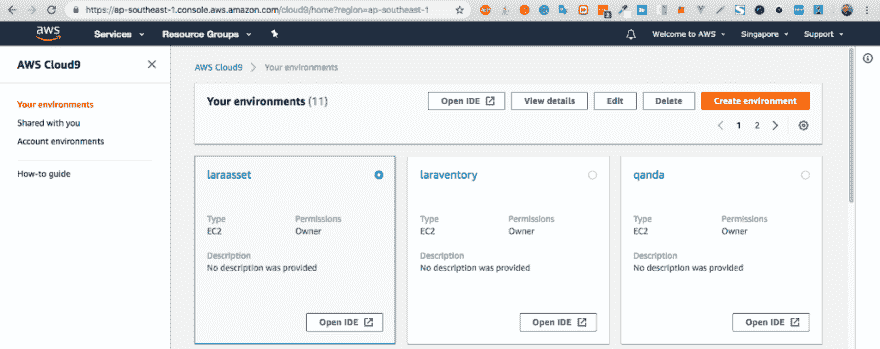 https://ap-southeast-1.console.aws.amazon.com/cloud9/home?region=ap-southeast-1
aws Services Resource Groups Welcome to AWS Singapore Support
AWS Cloud9
Your environments
Shared with you
Account environments
How-to guide
AWS Cloud9 > Your environments
Your environments (11) Open IDE View details Edit Delete Create environment
1 2
laraasset laraventory qanda
Type Permissions Type Permissions Type Permissions
EC2 Owner EC2 Owner EC2 Owner
Description Description Description
No description was provided No description was provided No description was provided
Open IDE Open IDE Open IDE